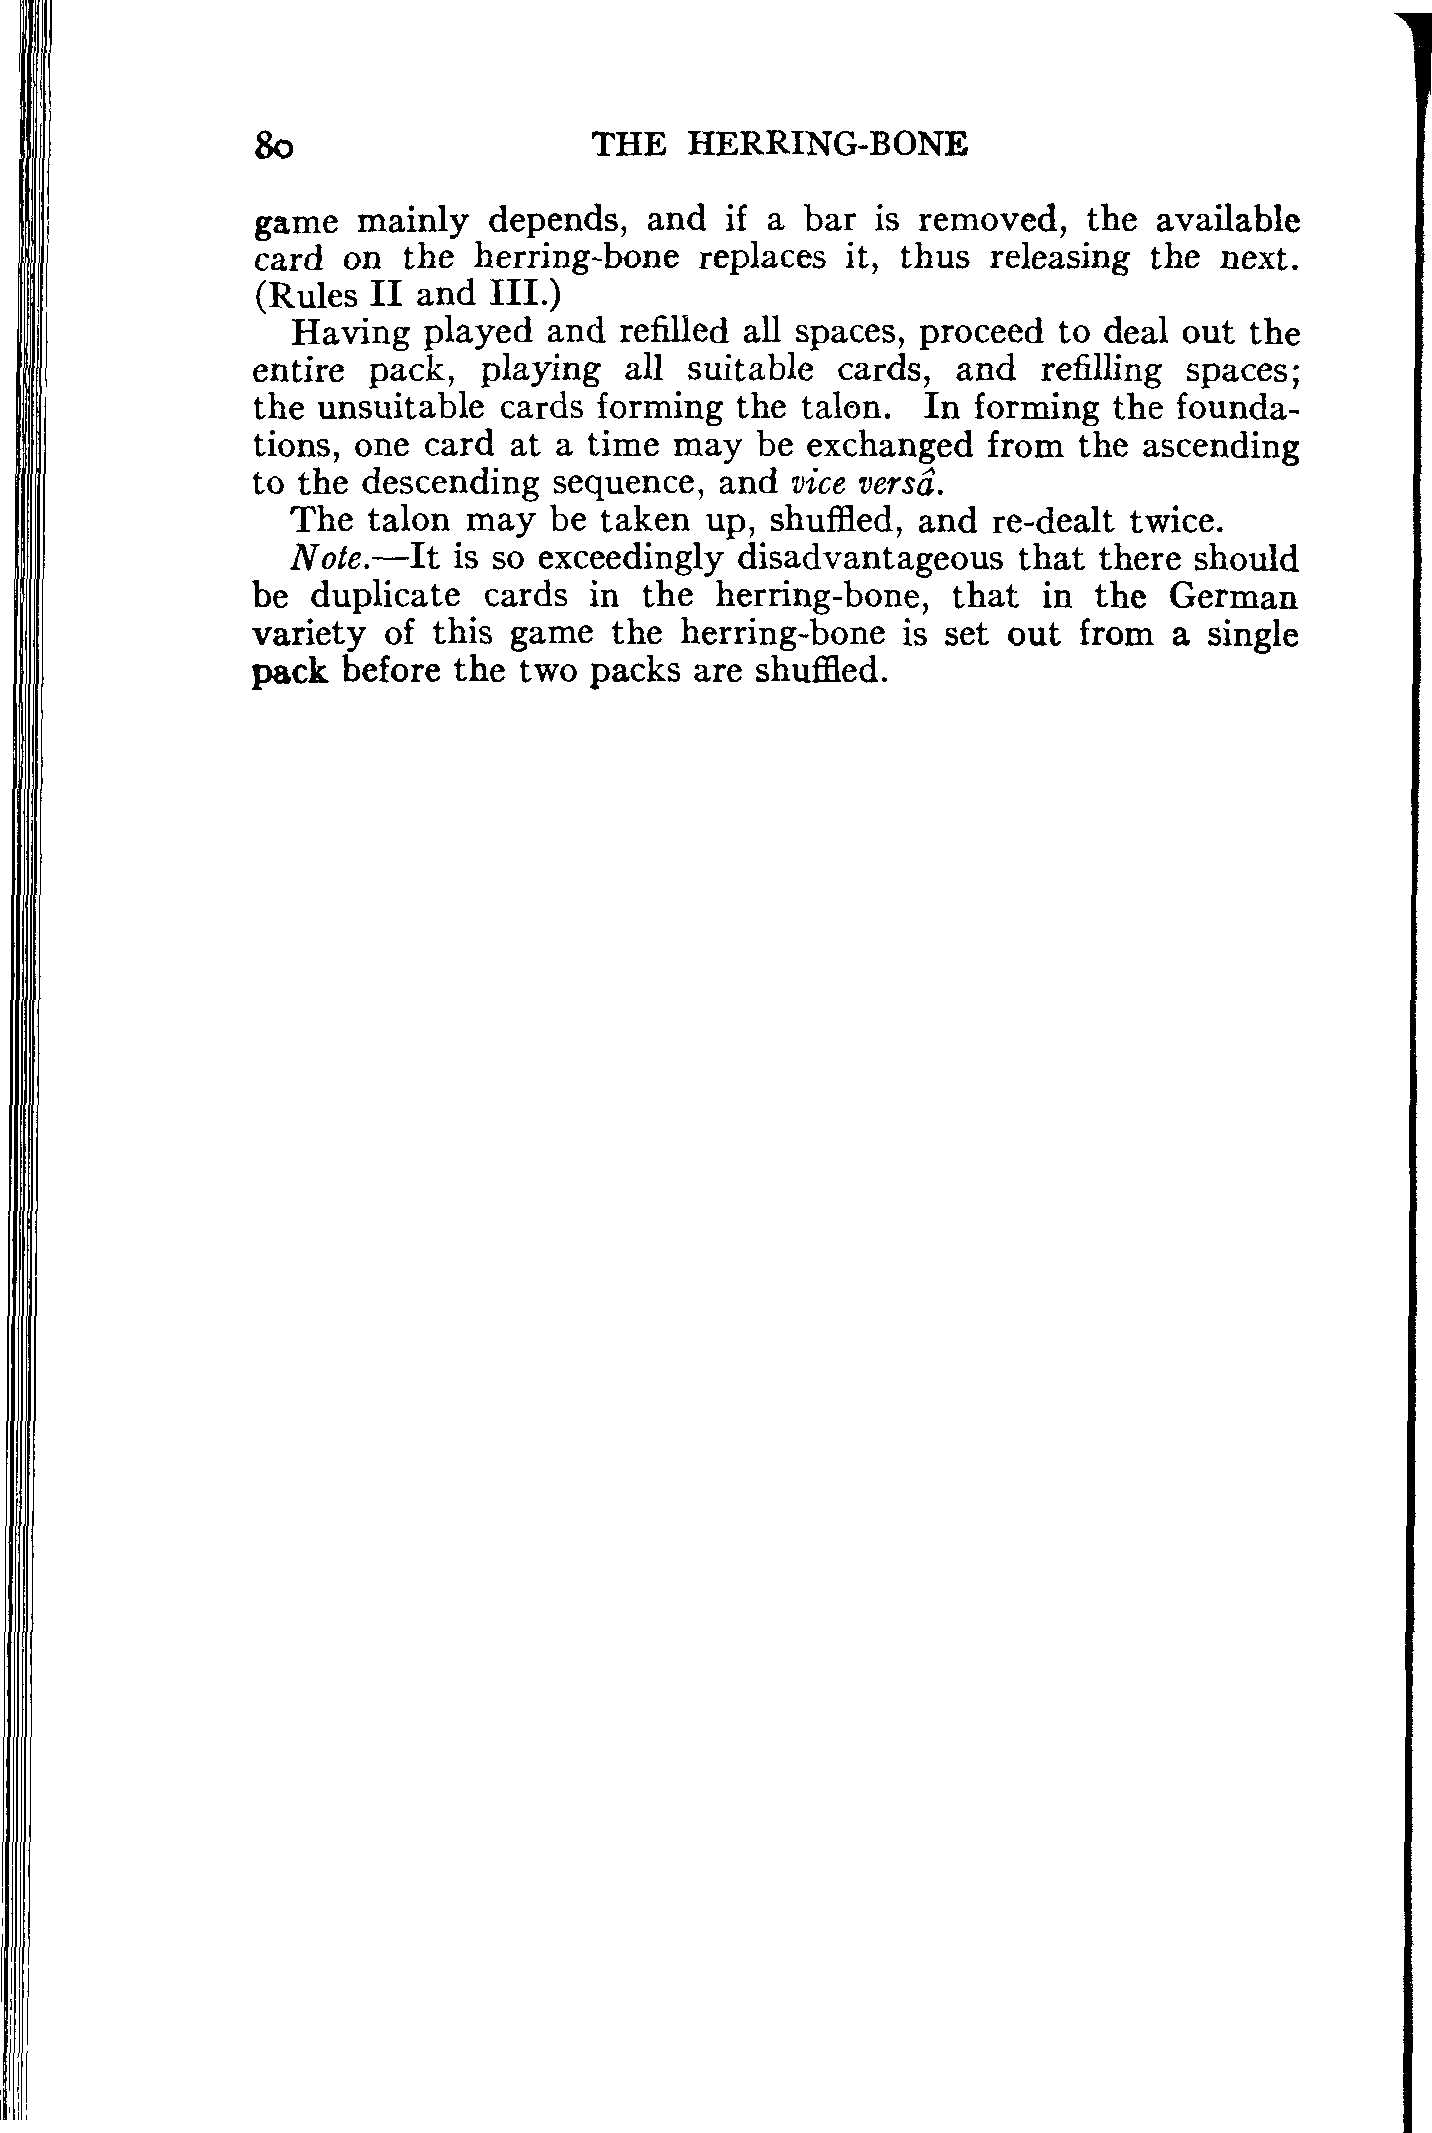 80 THE HERRING-BONE
game mainly depends, and if a bar is removed, the available
card on the herring-bone replaces it, thus releasing the next.
(Rules II and III.)
Having played and refilled all spaces, proceed to deal out the
entire pack, playing all suitable cards, and refilling spaces;
the unsuitable cards forming the talon. In forming the founda-
tions, one card at a time may be exchanged from the ascending
to the descending sequence, and vice versâ.
The talon may be taken up, shuffled, and re-dealt twice.
Note.—It is so exceedingly disadvantageous that there should
be duplicate cards in the herring-bone, that in the German
variety of this game the herring-bone is set out from a single
pack before the two packs are shuffled.